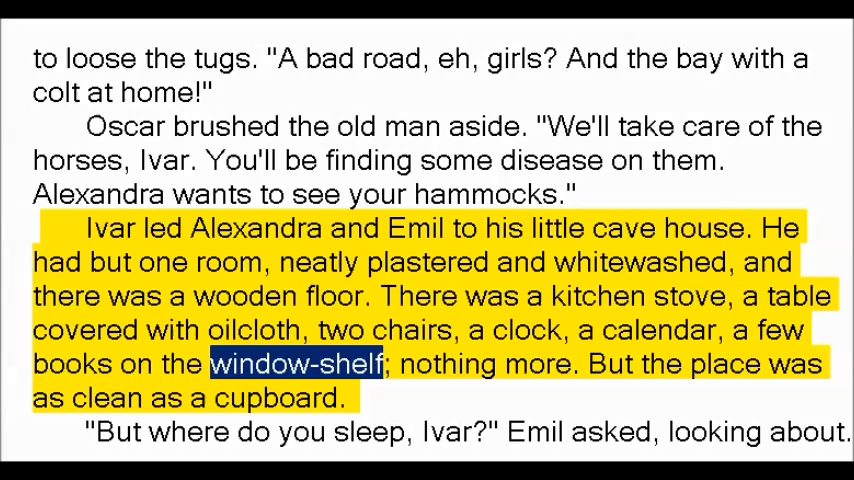 to loose the tugs. "A bad road, eh, girls? And the bay with a
colt at home!"
Oscar brushed the old man aside. "We'll take care of the
horses, Ivar. You'll be finding some disease on them.
Alexandra wants to see your hammocks."
Ivar led Alexandra and Emil to his little cave house. He
had but one room, neatly plastered and whitewashed, and
there was a wooden floor. There was a kitchen stove, a table
covered with oilcloth, two chairs, a clock, a calendar, a few
books on the window-shelf; nothing more. But the place was
as clean as a cupboard.
"But where do you sleep, Ivar?" Emil asked, looking about.